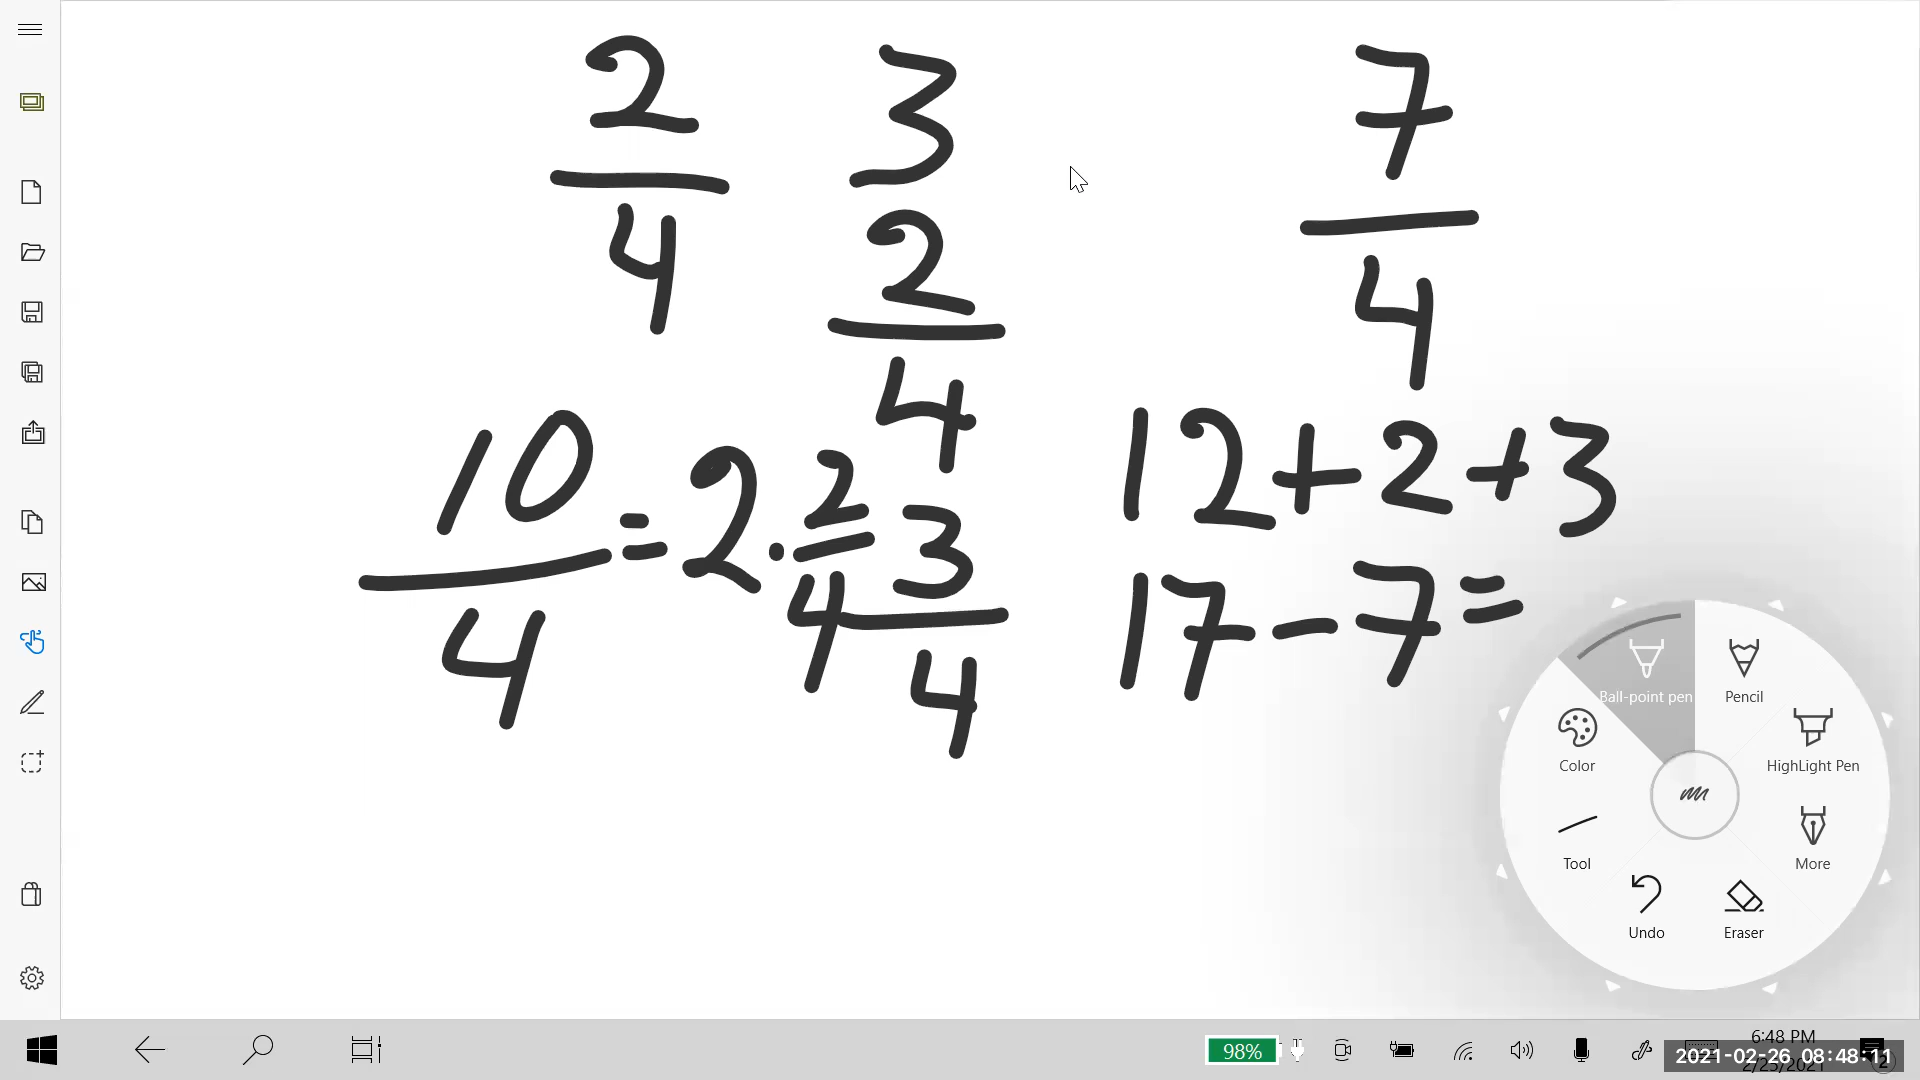 2 3 7
4 4
2
4
10 = 2 . 2 12+2+3
4 4
3 17-7=
4
Ball-point pen
Pencil
Color
HighLight Pen
Tool
More
Undo
Eraser
98%
6:48 PM
2021-02-26 08:48:11